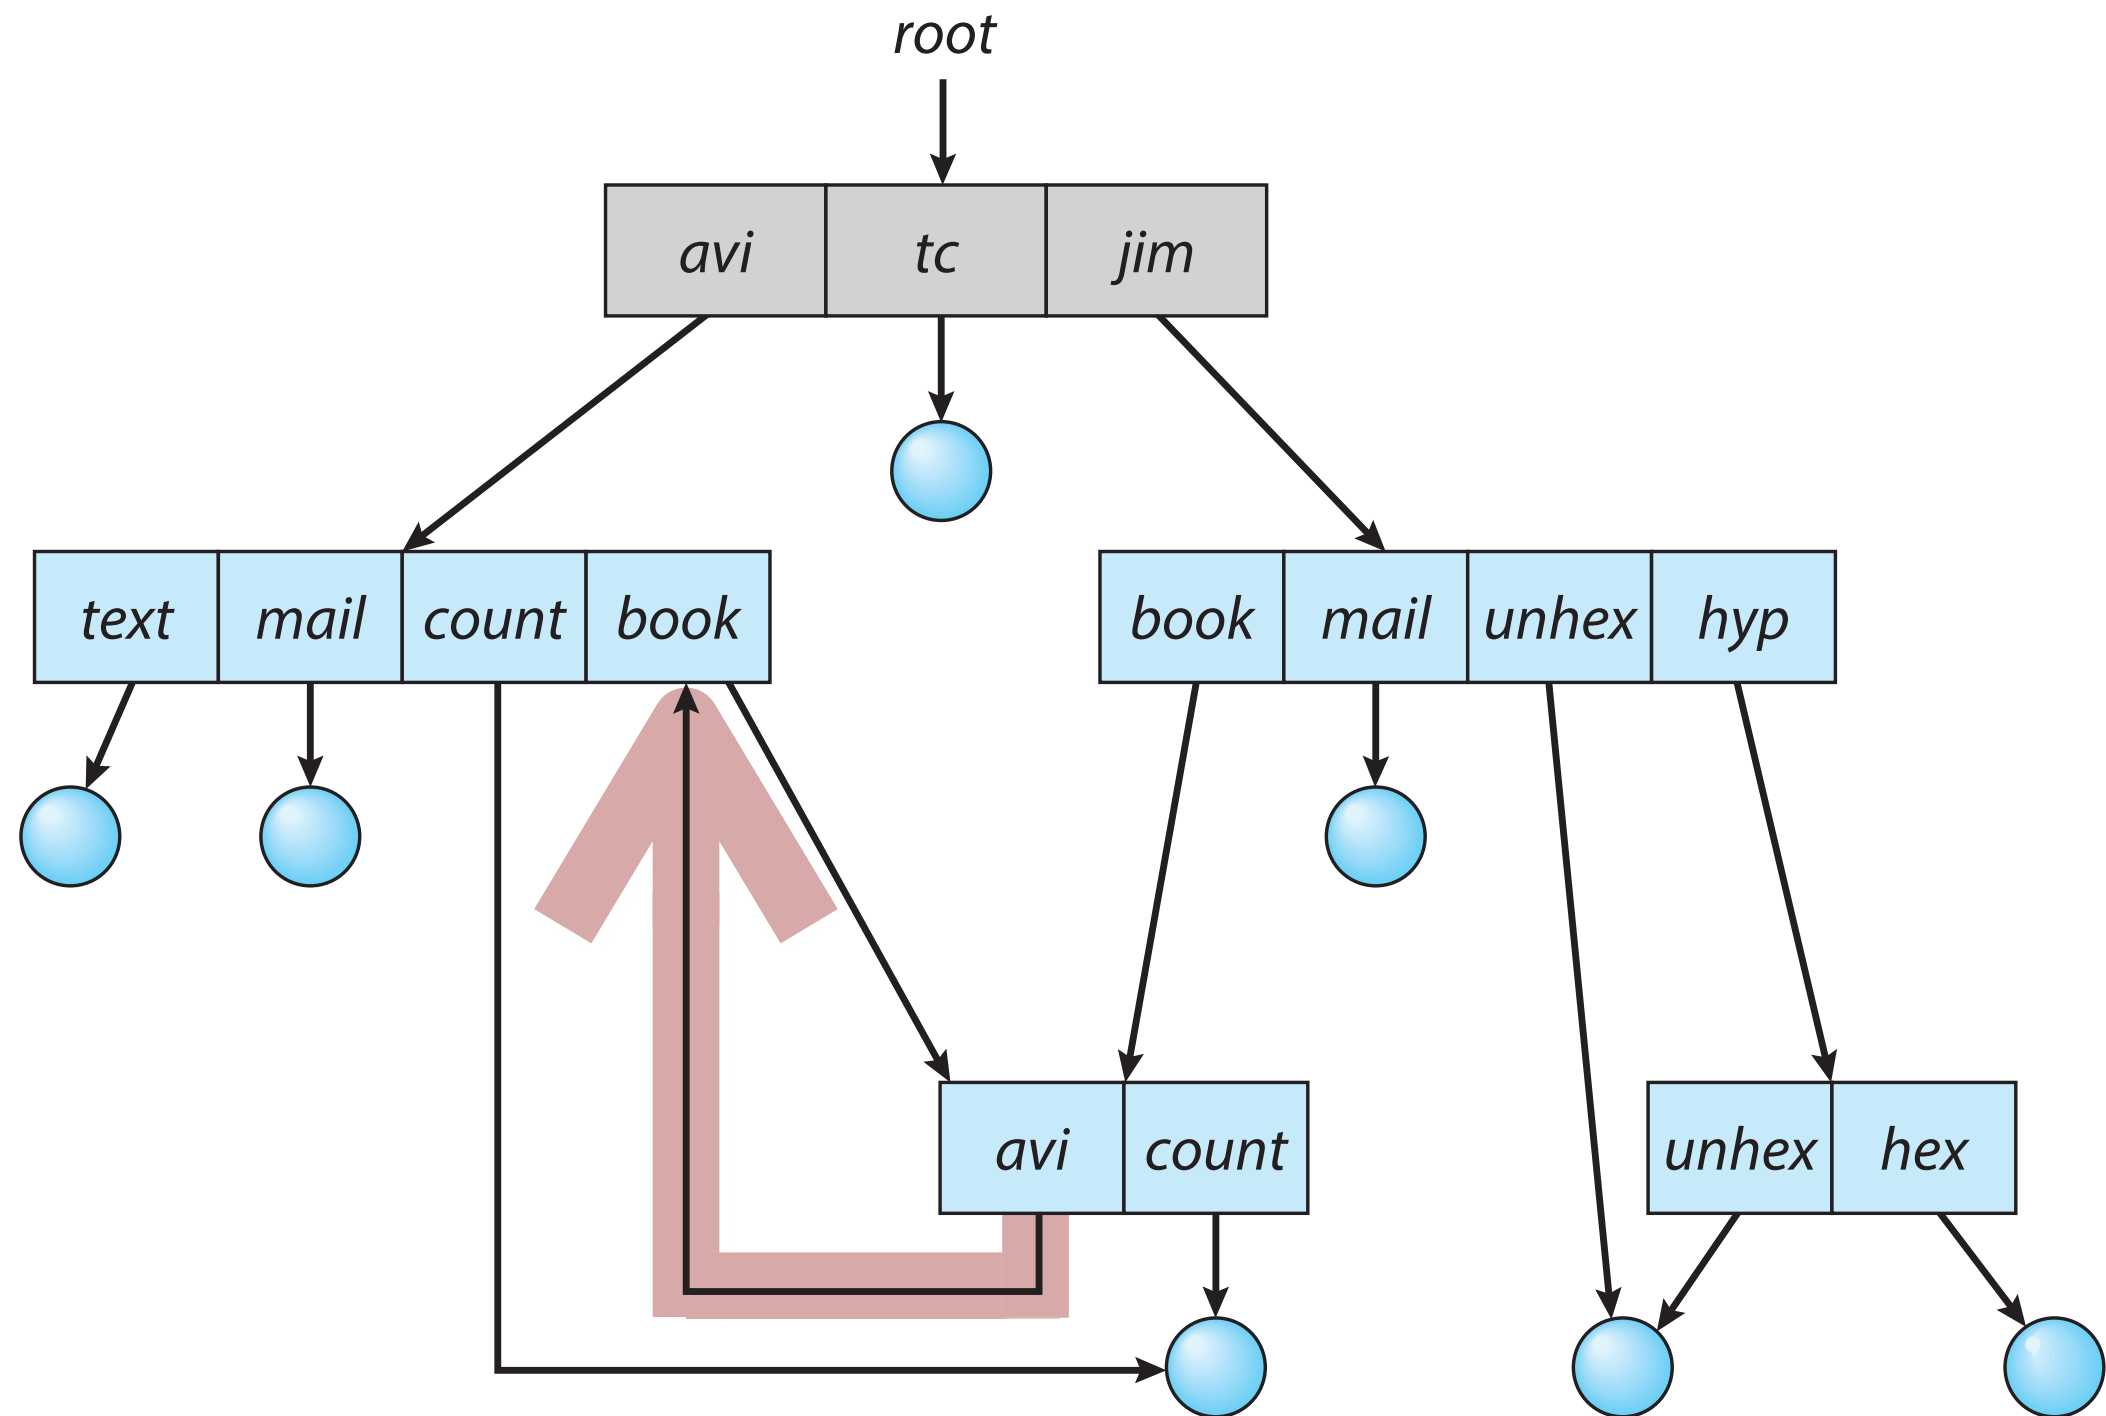 root
avi tc jim
text mail count book book mail unhex hyp
avi count unhex hex